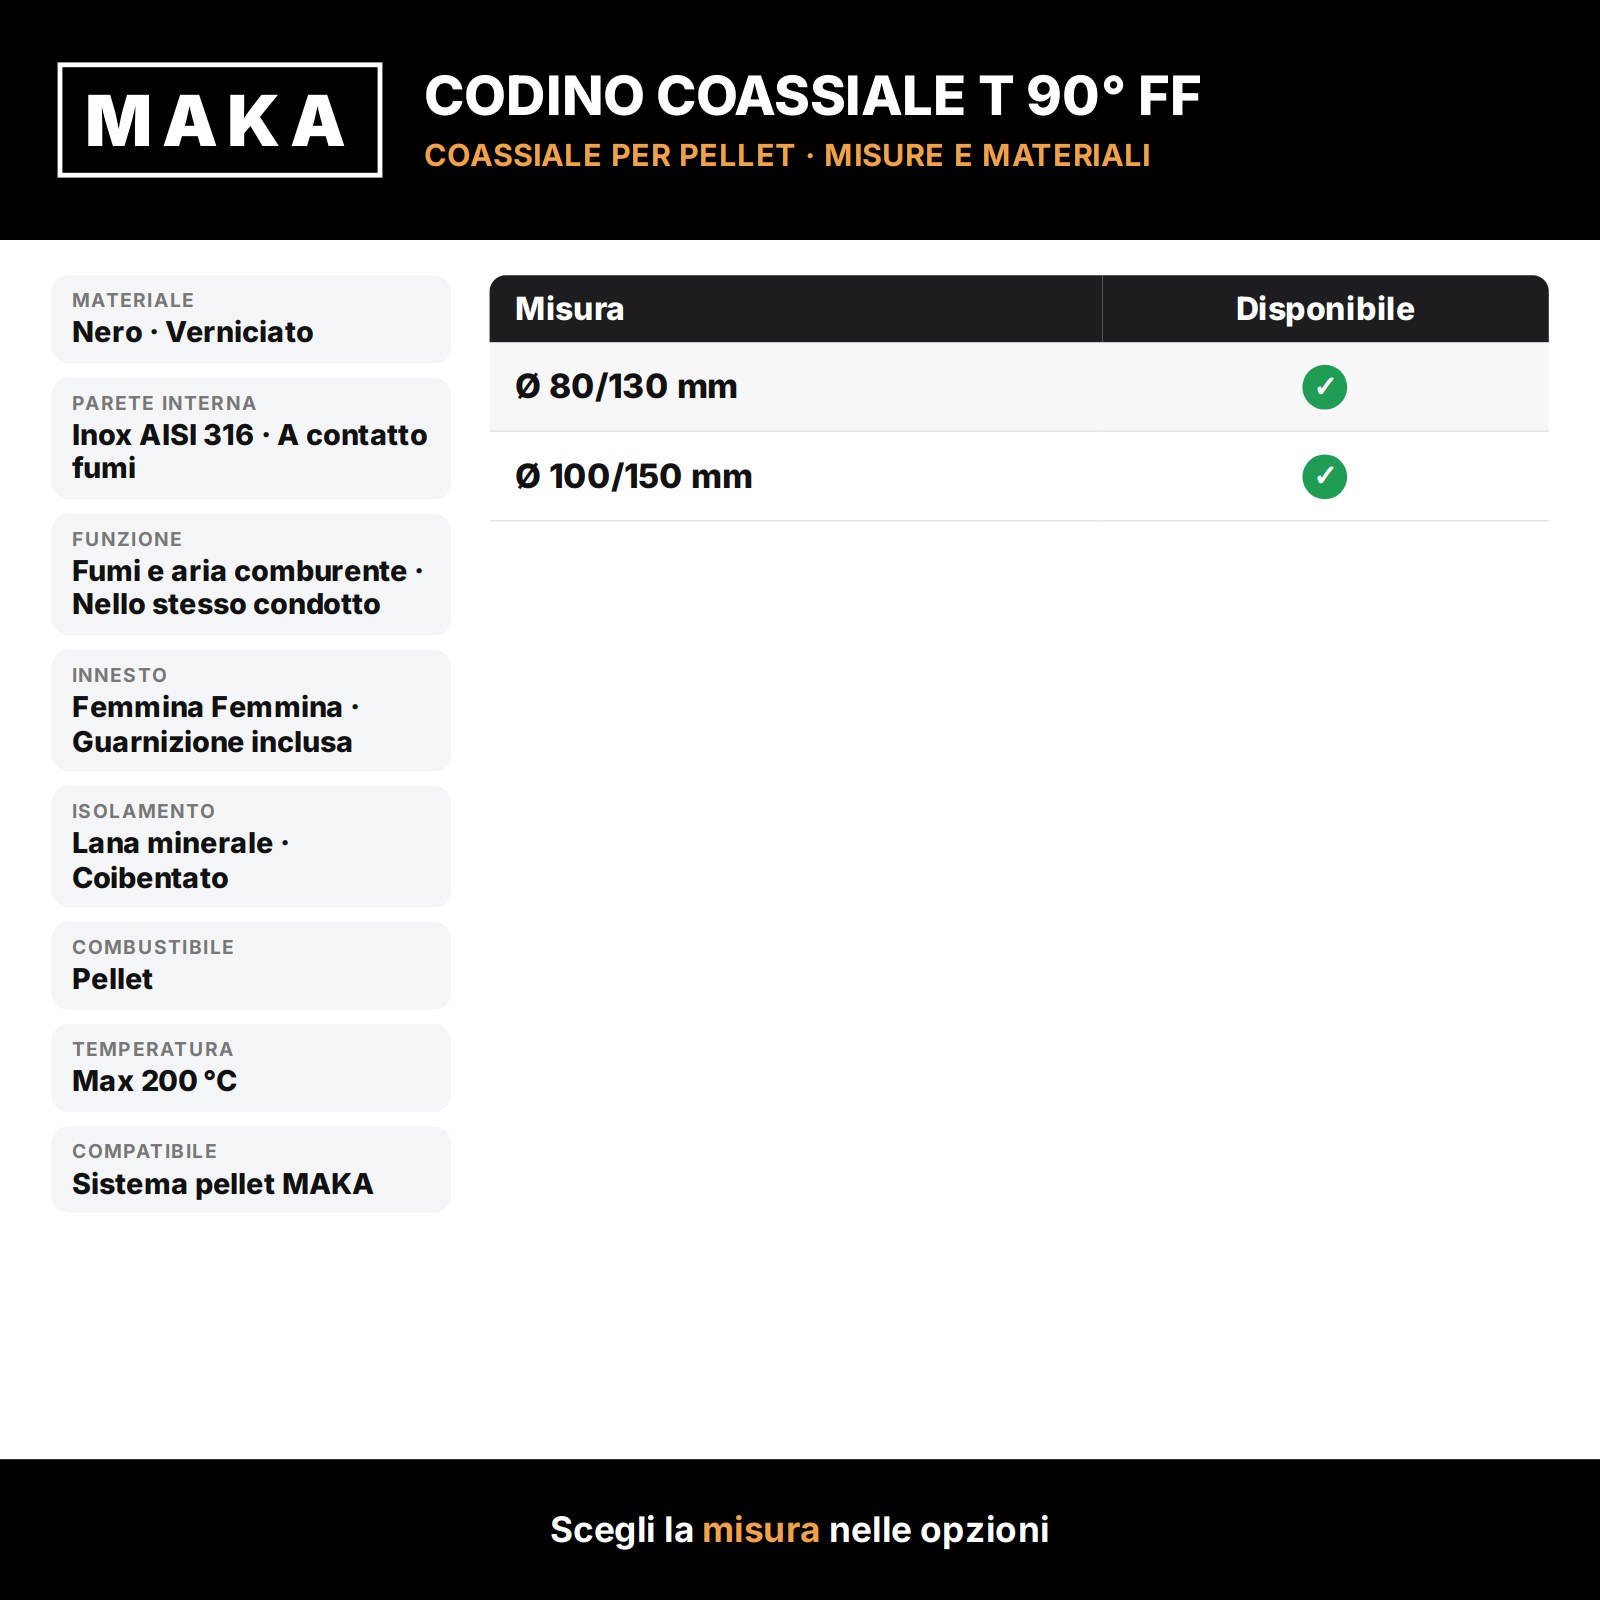 MAKA
CODINO COASSIALE T 90° FF
COASSIALE PER PELLET · MISURE E MATERIALI
MATERIALE
Nero · Verniciato
PARETE INTERNA
Inox AISI 316 · A contatto
fumi
FUNZIONE
Fumi e aria comburente ·
Nello stesso condotto
INNESTO
Femmina Femmina ·
Guarnizione inclusa
ISOLAMENTO
Lana minerale ·
Coibentato
COMBUSTIBILE
Pellet
TEMPERATURA
Max 200 °C
COMPATIBILE
Sistema pellet MAKA
Misura Disponibile
Ø 80/130 mm ✓
Ø 100/150 mm ✓
Scegli la misura nelle opzioni